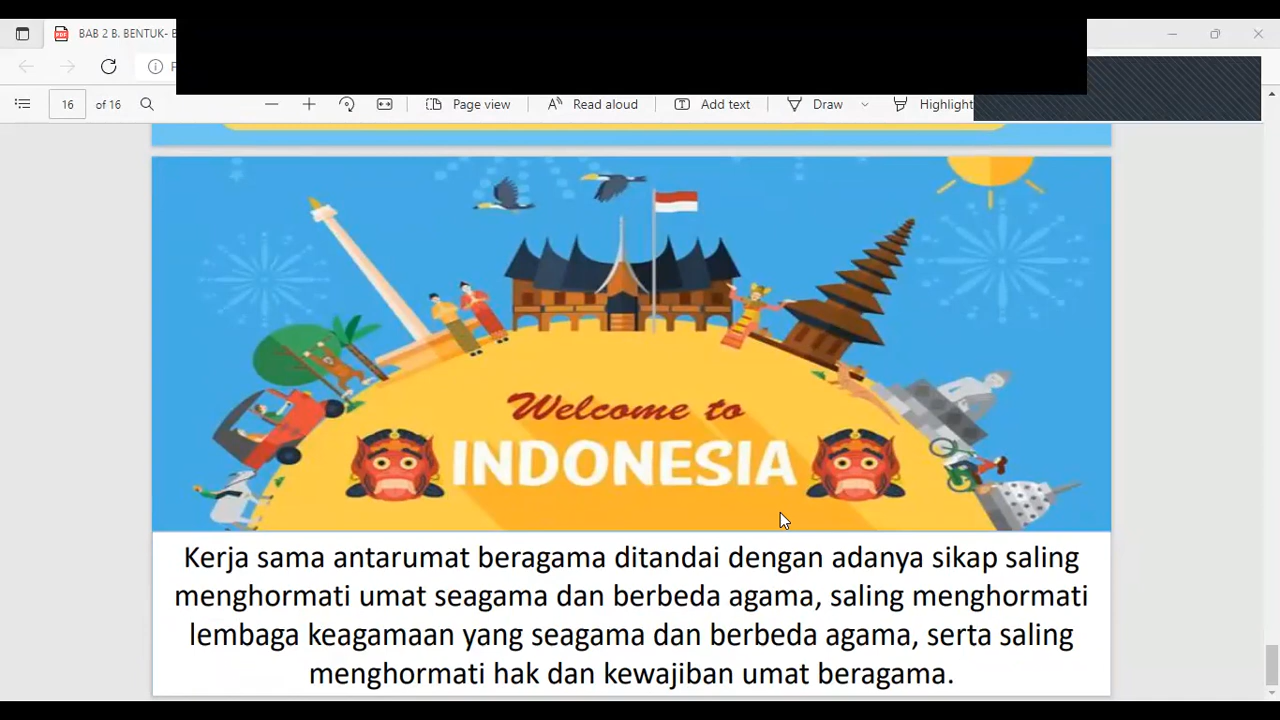 BAB 2 B. BENTUK-
16 of 16 Page view Read aloud Add text Draw Highlight
Welcome to
INDONESIA
Kerja sama antarumat beragama ditandai dengan adanya sikap saling
menghormati umat seagama dan berbeda agama, saling menghormati
lembaga keagamaan yang seagama dan berbeda agama, serta saling
menghormati hak dan kewajiban umat beragama.